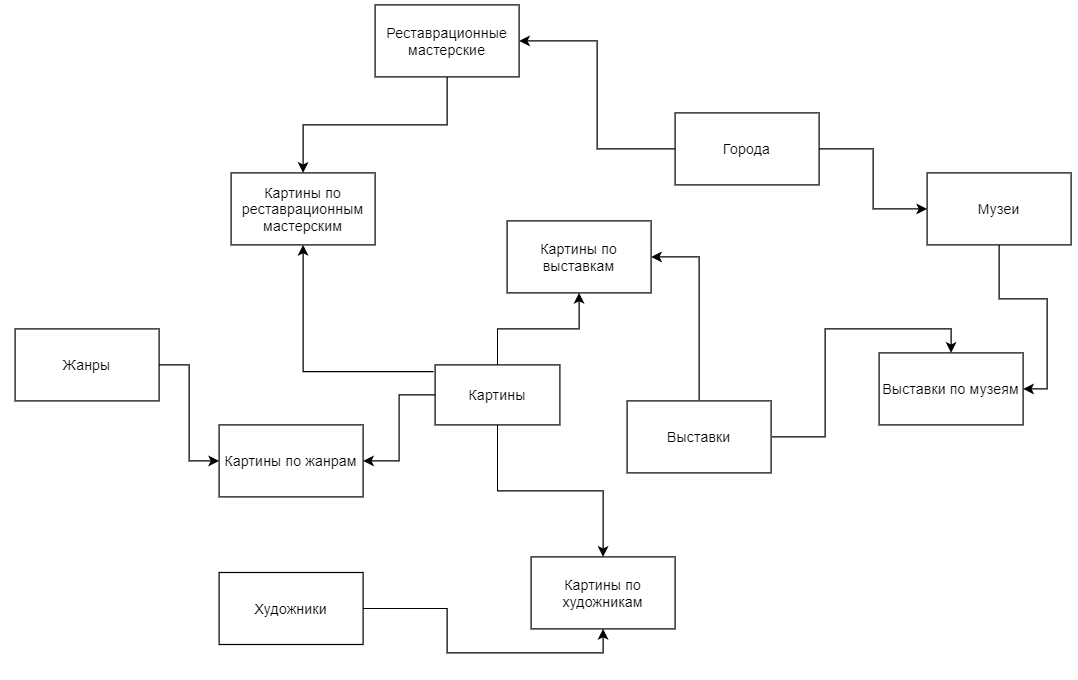 Реставрационные
мастерские
Города
Картины по
реставрационным
мастерским
Музеи
Картины по
выставкам
Жанры
Картины
Выставки по музеям
Выставки
Картины по жанрам
Картины по
художникам
Художники